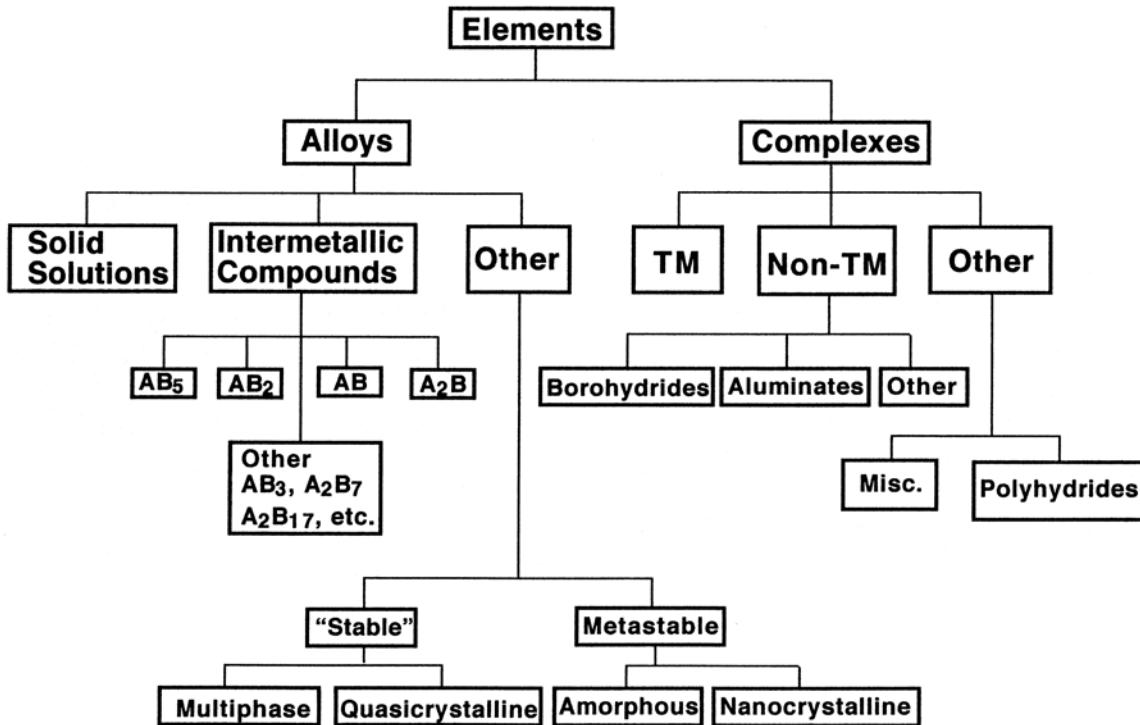 Elements
Alloys
Complexes
Solid
Solutions
Intermetallic
Compounds
Other
TM
Non-TM
Other
AB5
AB2
AB
A2B
Borohydrides
Aluminates
Other
Other
AB3, A2B7
A2B17, etc.
Misc.
Polyhydrides
“Stable”
Metastable
Multiphase
Quasicrystalline
Amorphous
Nanocrystalline